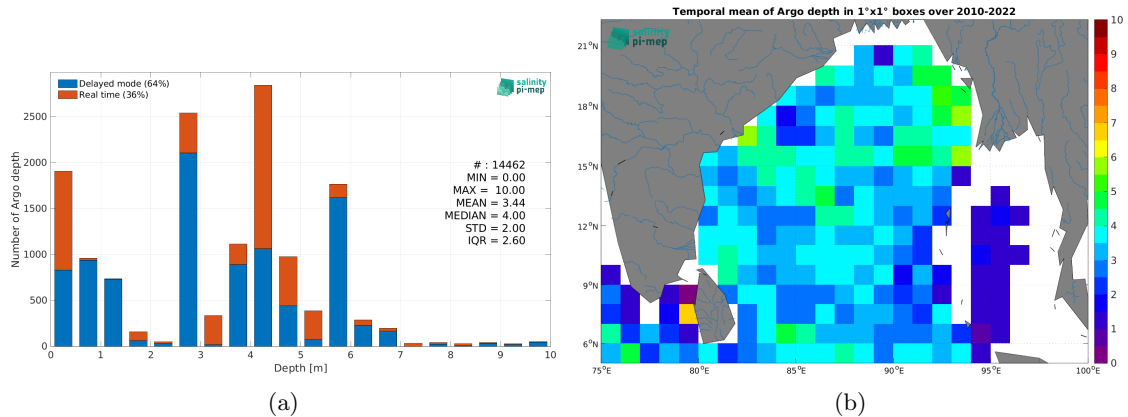 Delayed mode (64%)
Real time (36%)
salinity
pi-mep
# : 14462
MIN = 0.00
MAX = 10.00
MEAN = 3.44
MEDIAN = 4.00
STD = 2.00
IQR = 2.60
Number of Argo depth
2500
2000
1500
1000
500
0
0 1 2 3 4 5 6 7 8 9 10
Depth [m]
(a)
Temporal mean of Argo depth in 1°x1° boxes over 2010-2022
salinity
pi-mep
21°N
18°N
15°N
12°N
9°N
6°N
75°E 80°E 85°E 90°E 95°E 100°E
10
9
8
7
6
5
4
3
2
1
0
(b)